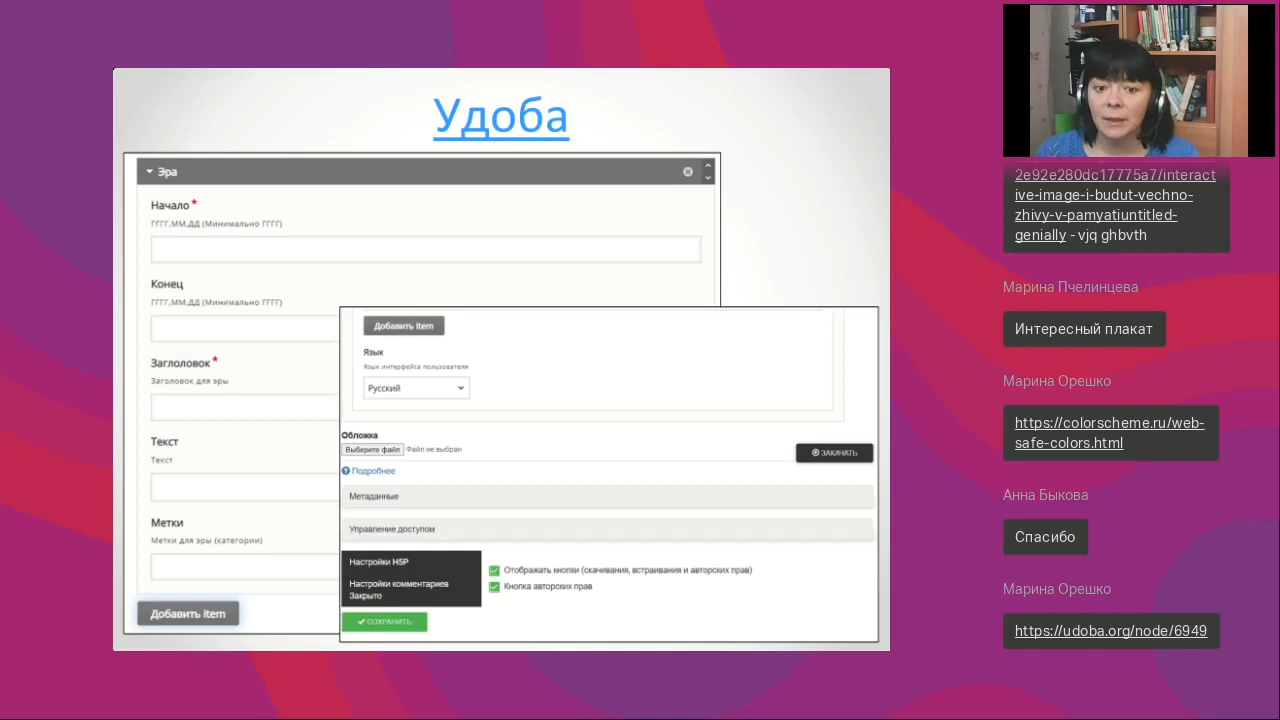 Удоба
Эра
Начало *
ГГГГ.ММ.ДД (Минимально ГГГГ)
Конец
ГГГГ.ММ.ДД (Минимально ГГГГ)
Заглоловок *
Заголовок для эры
Текст
Текст
Метки
Метки для эры (категории)
Добавить item
Добавить item
Язык
Язык интерфейса пользователя
Русский
Обложка
Выберите файл Файл не выбран
ЗАКАЧАТЬ
Подробнее
Метаданные
Управление доступом
Настройки H5P
Настройки комментариев
Закрыто
Отображать кнопки (скачивания, встраивания и авторских прав)
Кнопка авторских прав
СОХРАНИТЬ
2e92e280dc17775a7/interact
ive-image-i-budut-vechno-
zhivy-v-pamyatiuntitled-
genially - vjq ghbvth
Марина Пчелинцева
Интересный плакат
Марина Орешко
https://colorscheme.ru/web-
safe-colors.html
Анна Быкова
Спасибо
Марина Орешко
https://udoba.org/node/6949